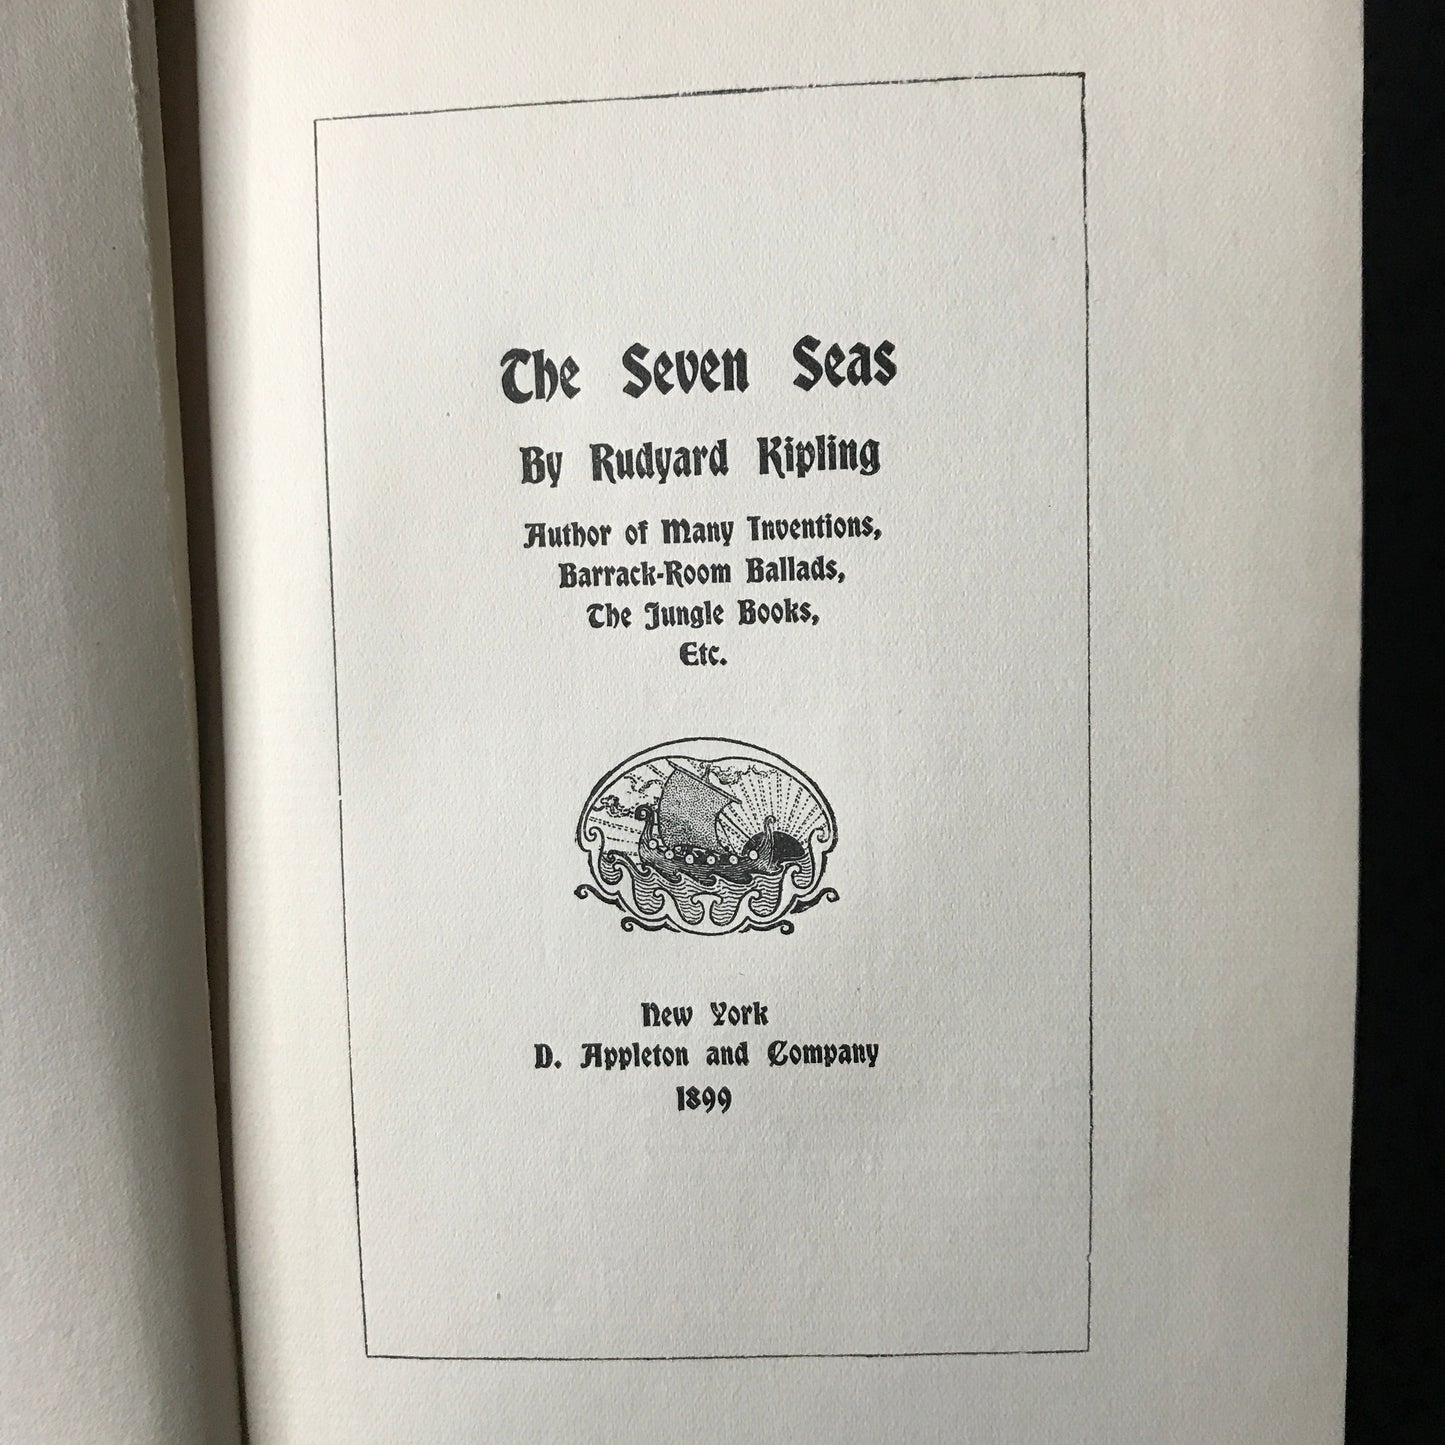 The Seven Seas
By Rudyard Kipling
Author of Many Inventions,
Barrack-Room Ballads,
The Jungle Books,
Etc.
New York
D. Appleton and Company
1899